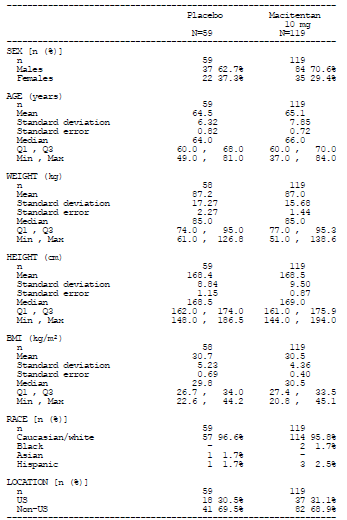 Placebo Macitentan
10 mg
N=59 N=119
SEX [n (%)]
n 59 119
Males 37 62.7% 84 70.6%
Females 22 37.3% 35 29.4%
AGE (years)
n 59 119
Mean 64.5 65.1
Standard deviation 6.32 7.85
Standard error 0.82 0.72
Median 64.0 66.0
Q1 , Q3 60.0 , 68.0 60.0 , 70.0
Min , Max 49.0 , 81.0 37.0 , 84.0
WEIGHT (kg)
n 58 119
Mean 87.2 87.0
Standard deviation 17.27 15.68
Standard error 2.27 1.44
Median 85.0 85.0
Q1 , Q3 74.0 , 95.0 77.0 , 95.3
Min , Max 61.0 , 126.8 51.0 , 138.6
HEIGHT (cm)
n 59 119
Mean 168.4 168.5
Standard deviation 8.84 9.50
Standard error 1.15 0.87
Median 168.5 169.0
Q1 , Q3 162.0 , 174.0 161.0 , 175.9
Min , Max 148.0 , 186.5 144.0 , 194.0
BMI (kg/m²)
n 58 119
Mean 30.7 30.5
Standard deviation 5.23 4.36
Standard error 0.69 0.40
Median 29.8 30.5
Q1 , Q3 26.7 , 34.0 27.4 , 33.5
Min , Max 22.6 , 44.2 20.8 , 45.1
RACE [n (%)]
n 59 119
Caucasian/white 57 96.6% 114 95.8%
Black - 2 1.7%
Asian 1 1.7% -
Hispanic 1 1.7% 3 2.5%
LOCATION [n (%)]
n 59 119
US 18 30.5% 37 31.1%
Non-US 41 69.5% 82 68.9%